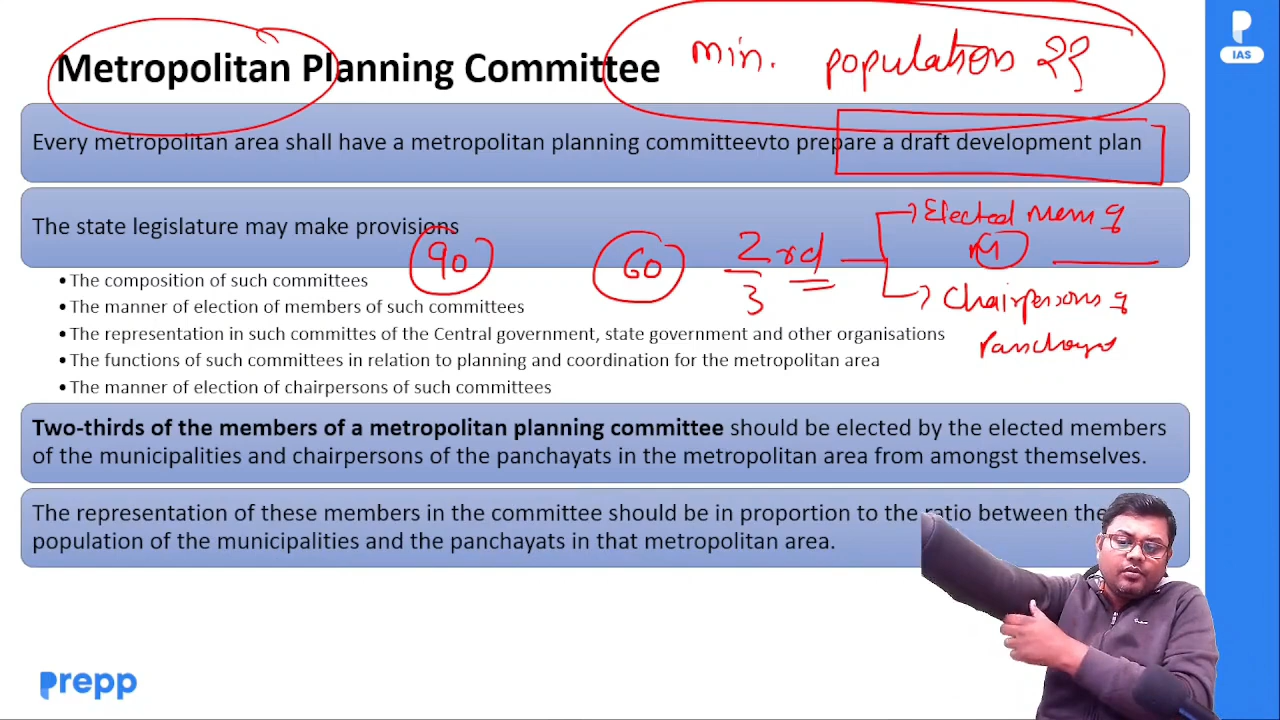 Metropolitan Planning Committee
min. population ??
IAS
Every metropolitan area shall have a metropolitan planning committeevto prepare a draft development plan
The state legislature may make provisions
90
60
2 rd
3
Elected mem of
M
Chairpersons of
Panchayat
• The composition of such committees
• The manner of election of members of such committees
• The representation in such committes of the Central government, state government and other organisations
• The functions of such committees in relation to planning and coordination for the metropolitan area
• The manner of election of chairpersons of such committees
Two-thirds of the members of a metropolitan planning committee should be elected by the elected members
of the municipalities and chairpersons of the panchayats in the metropolitan area from amongst themselves.
The representation of these members in the committee should be in proportion to the ratio between the
population of the municipalities and the panchayats in that metropolitan area.
prepp